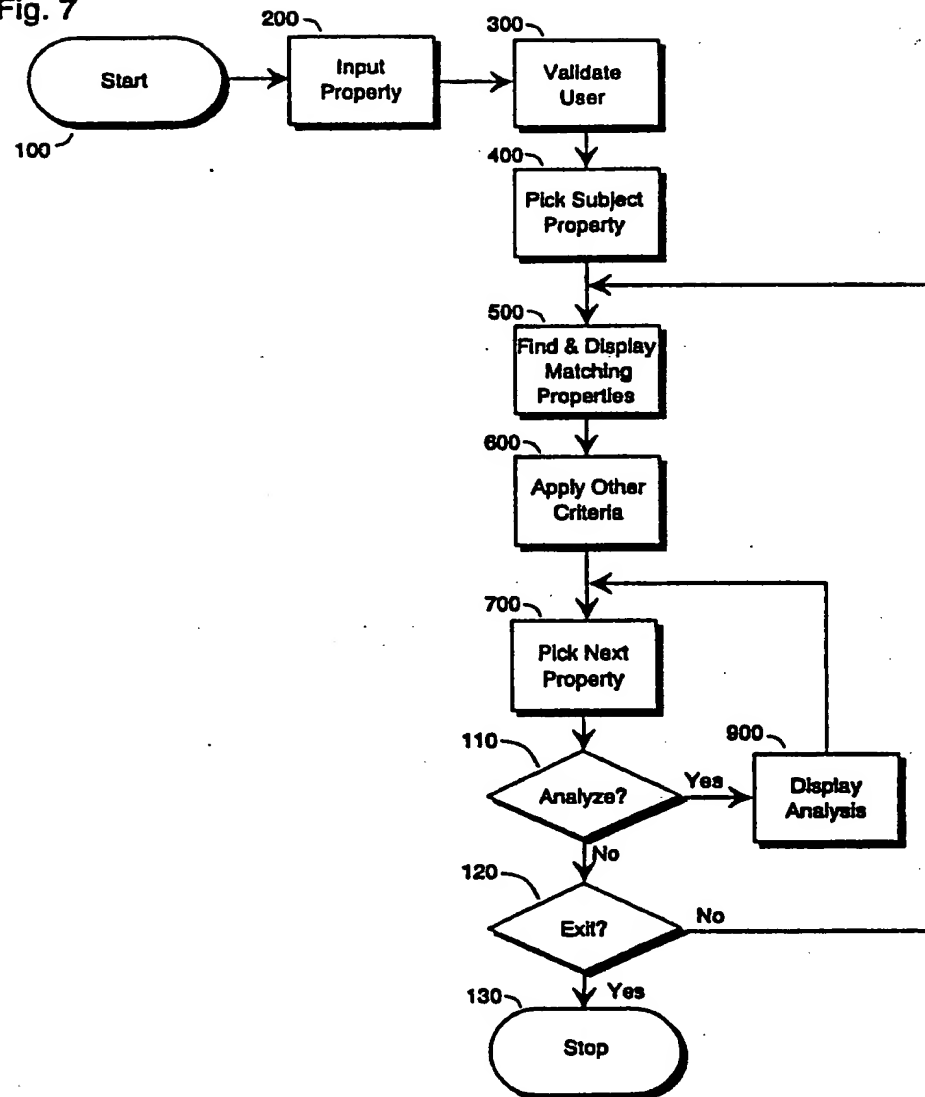 Fig. 7
200
300
Start
Input
Property
Validate
User
100
400
Pick Subject
Property
500
Find & Display
Matching
Properties
600
Apply Other
Criteria
700
Pick Next
Property
110
900
Analyze?
Yes
Display
Analysis
No
120
Exit?
No
130
Yes
Stop